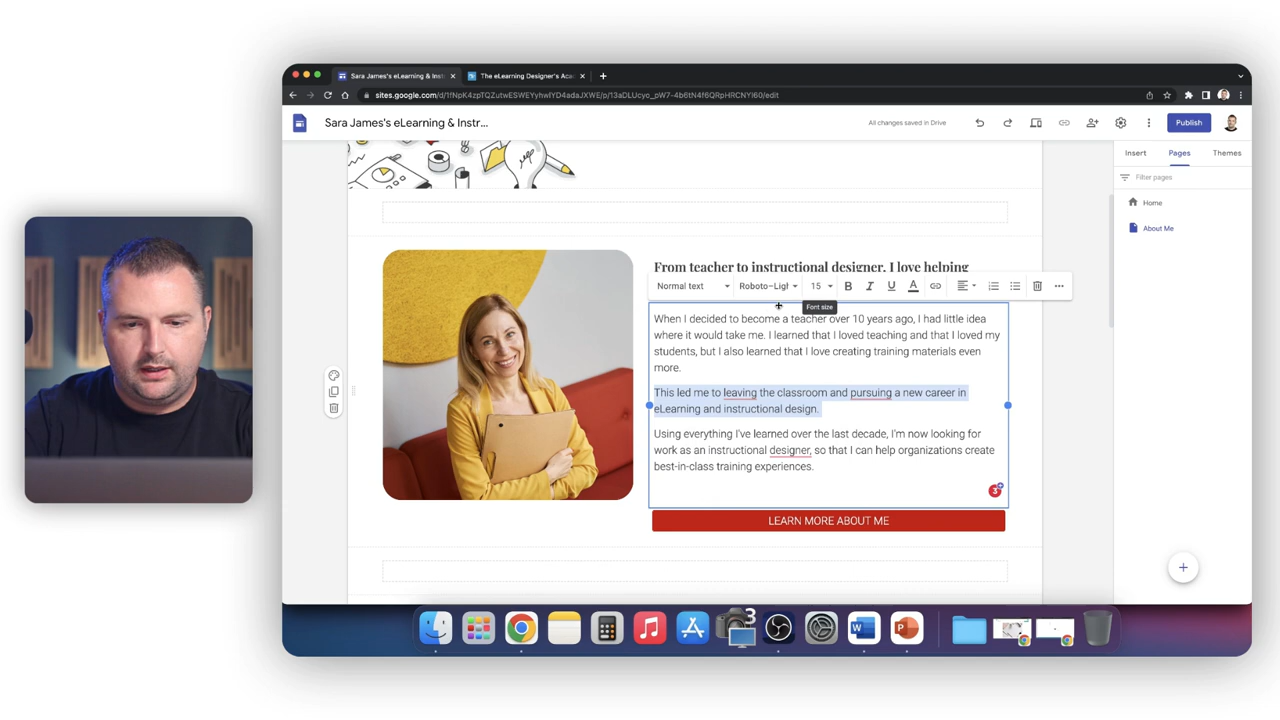 Sara James's eLearning & Inst
The eLearning Designer's Aca
sites.google.com/d/1fNpK4zpTQZutwESWEYyhwIYD4adaJXWE/p/13aDLUcyc_pW7-4b6tN4f6QRpHRCNYI60/edit
Sara James's eLearning & Instr...
All changes saved in Drive
Publish
Insert
Pages
Themes
Filter pages
Home
About Me
From teacher to instructional designer, I love helping
Normal text
Roboto-Ligh
15
B
I
U
A
Font size
When I decided to become a teacher over 10 years ago, I had little idea
where it would take me. I learned that I loved teaching and that I loved my
students, but I also learned that I love creating training materials even
more.
This led me to leaving the classroom and pursuing a new career in
eLearning and instructional design.
Using everything I've learned over the last decade, I'm now looking for
work as an instructional designer, so that I can help organizations create
best-in-class training experiences.
3
LEARN MORE ABOUT ME
3
W
P